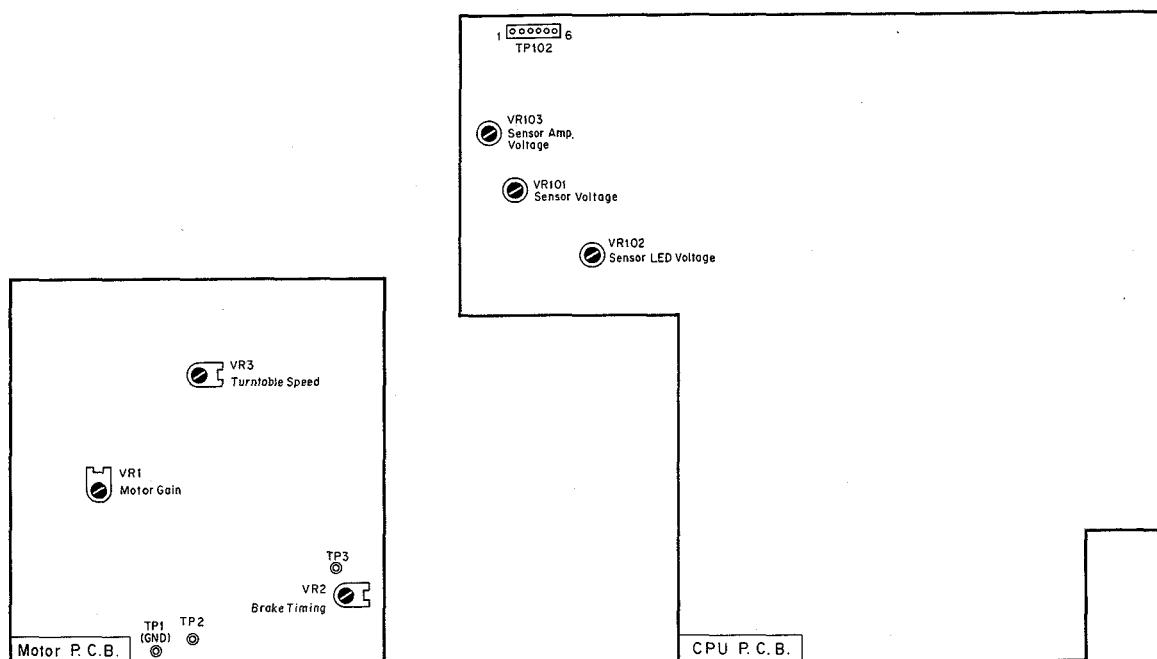 1 6
TP102
VR103
Sensor Amp.
Voltage
VR101
Sensor Voltage
VR102
Sensor LED Voltage
VR3
Turntable Speed
VR1
Motor Gain
TP3
VR2
Brake Timing
TP1
(GND)
TP2
Motor P.C.B.
CPU P.C.B.